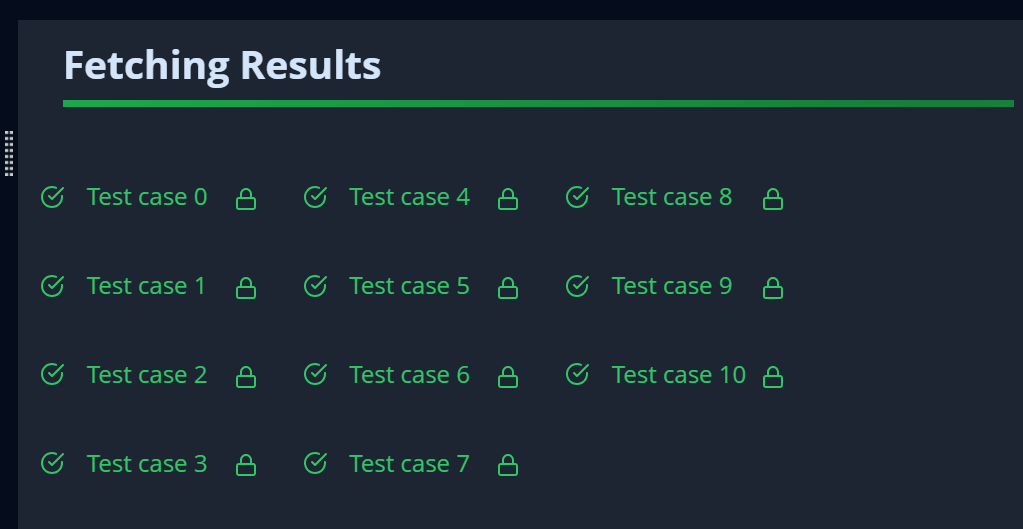 Fetching Results
Test case 0
Test case 4
Test case 8
Test case 1
Test case 5
Test case 9
Test case 2
Test case 6
Test case 10
Test case 3
Test case 7